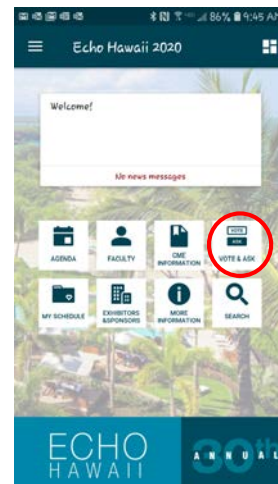 86% 9:45 AM
Echo Hawaii 2020
Welcome!
No news messages
VOTE
ASK
AGENDA
FACULTY
CME
INFORMATION
VOTE & ASK
MY SCHEDULE
EXHIBITORS
&SPONSORS
MORE
INFORMATION
SEARCH
ECHO
HAWAII
ANNUAL
30th